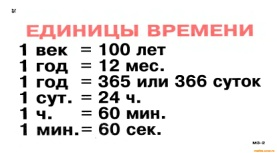 ЕДИНИЦЫ ВРЕМЕНИ
1 век = 100 лет
1 год = 12 мес.
1 год = 365 или 366 суток
1 сут. = 24 ч.
1 ч. = 60 мин.
1 мин. = 60 сек.